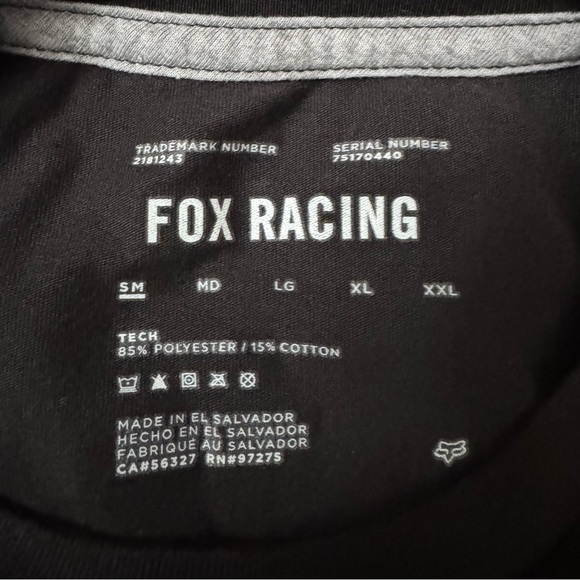 TRADEMARK NUMBER
2181243
SERIAL NUMBER
75170440
FOX RACING
SM MD LG XL XXL
TECH
85% POLYESTER / 15% COTTON
MADE IN EL SALVADOR
HECHO EN EL SALVADOR
FABRIQUÉ AU SALVADOR
CA#56327 RN#97275